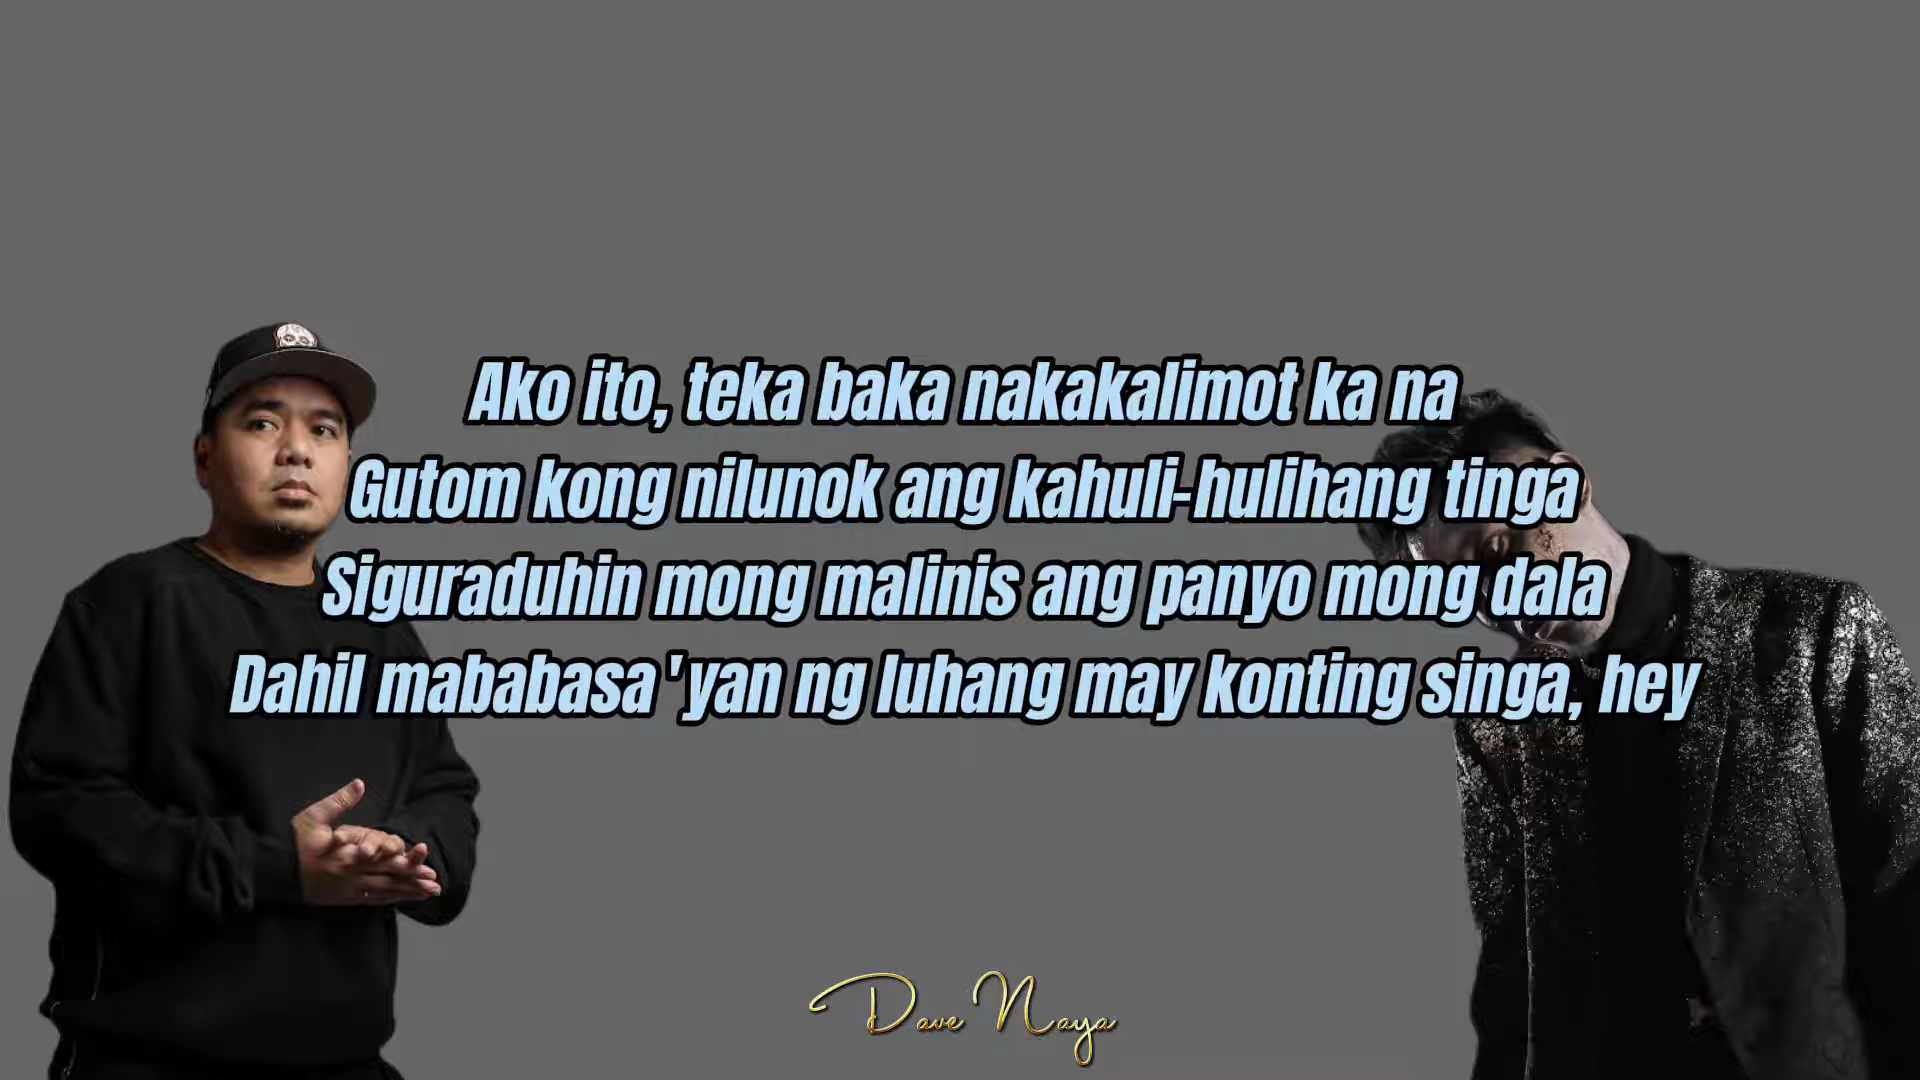 Ako ito, teka baka nakakalimot ka na
Gutom kong nilunok ang kahuli-hulihang tinga
Siguraduhin mong malinis ang panyo mong dala
Dahil mababasa 'yan ng luhang may konting singa, hey
Dave Naya